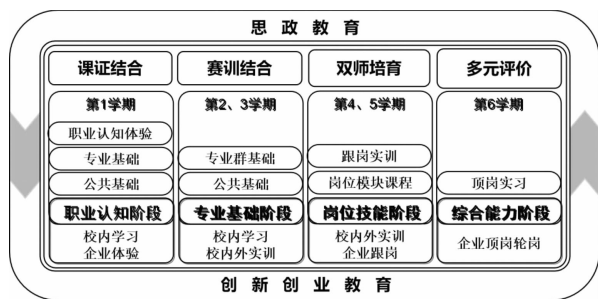 思政教育
课证结合 赛训结合 双师培育 多元评价
第1学期 第2、3学期 第4、5学期 第6学期
职业认知体验
专业基础 专业群基础 跟岗实训
公共基础 公共基础 岗位模块课程 顶岗实习
职业认知阶段 专业基础阶段 岗位技能阶段 综合能力阶段
校内学习 校内学习 校内外实训 企业顶岗轮岗
企业体验 校内外实训 企业跟岗
创新创业教育